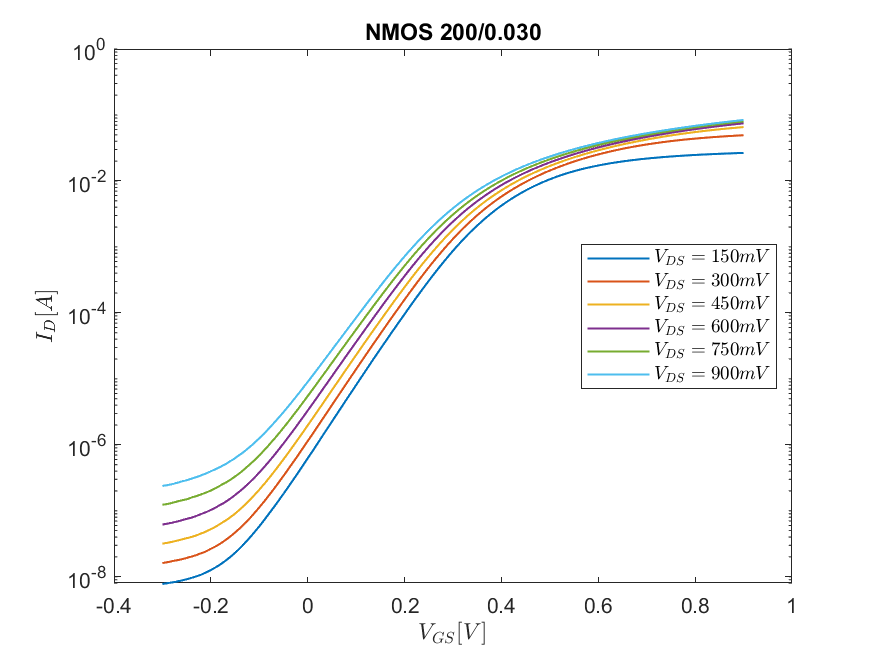 NMOS 200/0.030
10^0
10^-2
10^-4
10^-6
10^-8
I_D[A]
V_DS = 150mV
V_DS = 300mV
V_DS = 450mV
V_DS = 600mV
V_DS = 750mV
V_DS = 900mV
-0.4 -0.2 0 0.2 0.4 0.6 0.8 1
V_GS[V]